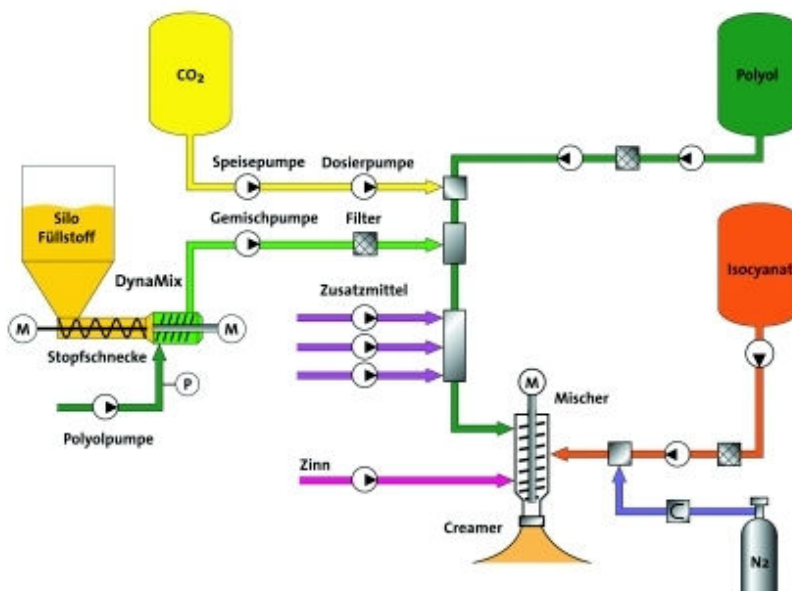 CO2
Polyol
Speisepumpe
Dosierpumpe
Silo
Füllstoff
Gemischpumpe
Filter
DynaMix
Isocyanat
Zusatzmittel
M
M
Stopfschnecke
P
M
Mischer
Polyolpumpe
Zinn
Creamer
N2